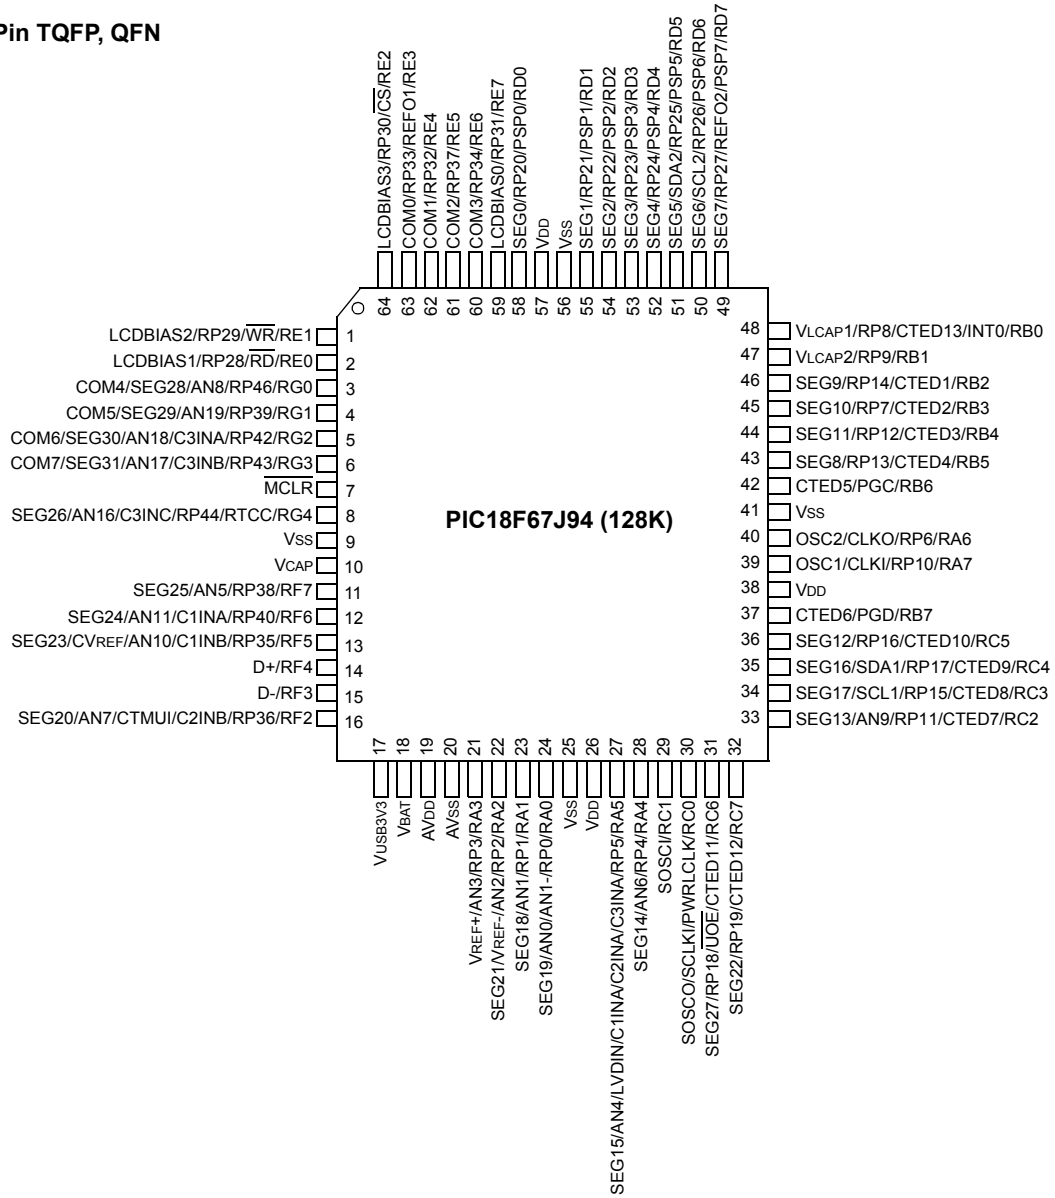 Pin TQFP, QFN
LCDBIAS3/RP30/CS/RE2
COM0/RP33/REFO1/RE3
COM1/RP32/RE4
COM2/RP37/RE5
COM3/RP34/RE6
LCDBIAS0/RP31/RE7
SEG0/RP20/PSP0/RD0
VDD
VSS
SEG1/RP21/PSP1/RD1
SEG2/RP22/PSP2/RD2
SEG3/RP23/PSP3/RD3
SEG4/RP24/PSP4/RD4
SEG5/SDA2/RP25/PSP5/RD5
SEG6/SCL2/RP26/PSP6/RD6
SEG7/RP27/REFO2/PSP7/RD7
64 63 62 61 60 59 58 57 56 55 54 53 52 51 50 49
LCDBIAS2/RP29/WR/RE1 1
LCDBIAS1/RP28/RD/RE0 2
COM4/SEG28/AN8/RP46/RG0 3
COM5/SEG29/AN19/RP39/RG1 4
COM6/SEG30/AN18/C3INA/RP42/RG2 5
COM7/SEG31/AN17/C3INB/RP43/RG3 6
MCLR 7
SEG26/AN16/C3INC/RP44/RTCC/RG4 8
VSS 9
VCAP 10
SEG25/AN5/RP38/RF7 11
SEG24/AN11/C1INA/RP40/RF6 12
SEG23/CVREF/AN10/C1INB/RP35/RF5 13
D+/RF4 14
D-/RF3 15
SEG20/AN7/CTMUI/C2INB/RP36/RF2 16
PIC18F67J94 (128K)
48 VLCAP1/RP8/CTED13/INT0/RB0
47 VLCAP2/RP9/RB1
46 SEG9/RP14/CTED1/RB2
45 SEG10/RP7/CTED2/RB3
44 SEG11/RP12/CTED3/RB4
43 SEG8/RP13/CTED4/RB5
42 CTED5/PGC/RB6
41 VSS
40 OSC2/CLKO/RP6/RA6
39 OSC1/CLKI/RP10/RA7
38 VDD
37 CTED6/PGD/RB7
36 SEG12/RP16/CTED10/RC5
35 SEG16/SDA1/RP17/CTED9/RC4
34 SEG17/SCL1/RP15/CTED8/RC3
33 SEG13/AN9/RP11/CTED7/RC2
17 18 19 20 21 22 23 24 25 26 27 28 29 30 31 32
VUSB3V3
VBAT
AVDD
AVSS
VREF+/AN3/RP3/RA3
SEG21/VREF-/AN2/RP2/RA2
SEG18/AN1/RP1/RA1
SEG19/AN0/AN1-/RP0/RA0
VSS
VDD
SEG15/AN4/LVDIN/C1INA/C2INA/C3INA/RP5/RA5
SEG14/AN6/RP4/RA4
SOSCI/RC1
SOSCO/SCLKI/PWRLCLK/RC0
SEG27/RP18/UOE/CTED11/RC6
SEG22/RP19/CTED12/RC7